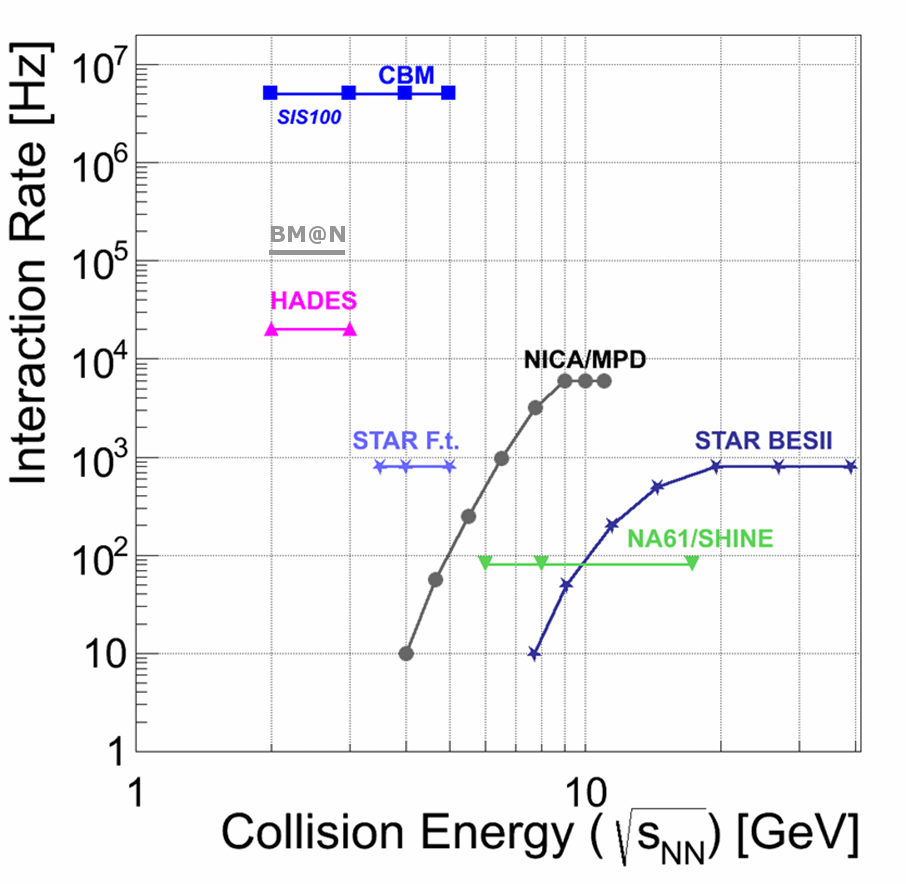 Interaction Rate [Hz]
10⁷
10⁶
10⁵
10⁴
10³
10²
10
1
CBM
SIS100
BM@N
HADES
NICA/MPD
STAR F.t.
STAR BESII
NA61/SHINE
1
10
Collision Energy (√sNN) [GeV]